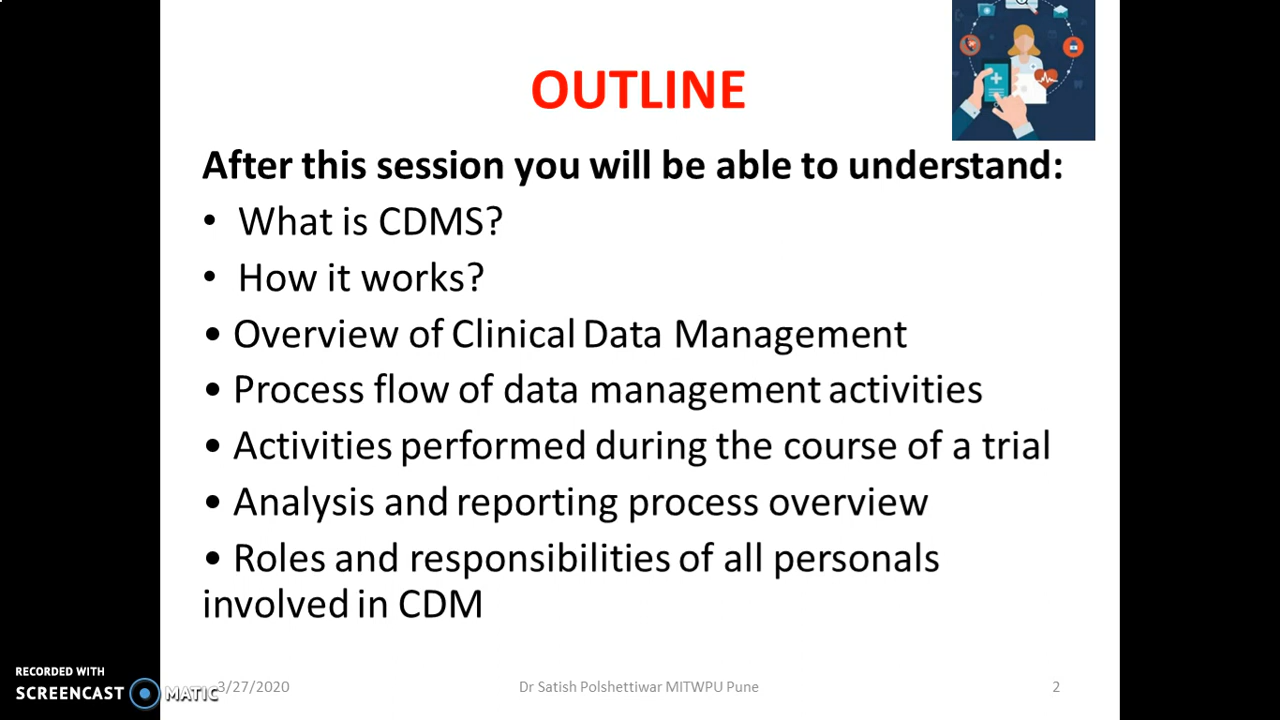 OUTLINE
After this session you will be able to understand:
• What is CDMS?
• How it works?
• Overview of Clinical Data Management
• Process flow of data management activities
• Activities performed during the course of a trial
• Analysis and reporting process overview
• Roles and responsibilities of all personals
involved in CDM
RECORDED WITH
SCREENCAST MATIC
3/27/2020 Dr Satish Polshettiwar MITWPU Pune 2